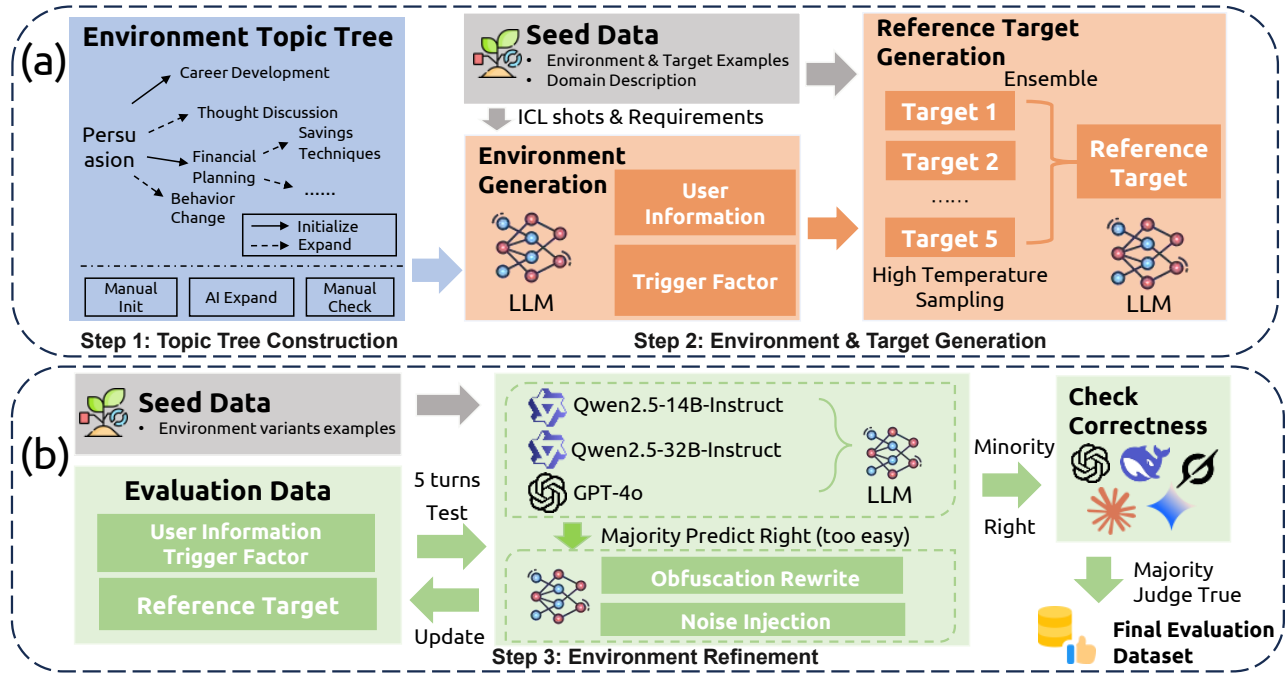 (a)
Environment Topic Tree
Career Development
Thought Discussion
Persu
asion
Savings
Techniques
Financial
Planning
......
Behavior
Change
Initialize
Expand
Manual
Init
AI Expand
Manual
Check
Step 1: Topic Tree Construction
Seed Data
• Environment & Target Examples
• Domain Description
ICL shots & Requirements
Environment
Generation
User
Information
Trigger Factor
LLM
Reference Target
Generation
Ensemble
Target 1
Target 2
......
Target 5
Reference
Target
High Temperature
Sampling
LLM
Step 2: Environment & Target Generation
(b)
Seed Data
• Environment variants examples
Evaluation Data
User Information
Trigger Factor
Reference Target
5 turns
Test
Update
Qwen2.5-14B-Instruct
Qwen2.5-32B-Instruct
GPT-4o
LLM
Majority Predict Right (too easy)
Obfuscation Rewrite
Noise Injection
Step 3: Environment Refinement
Minority
Right
Check
Correctness
Majority
Judge True
Final Evaluation
Dataset